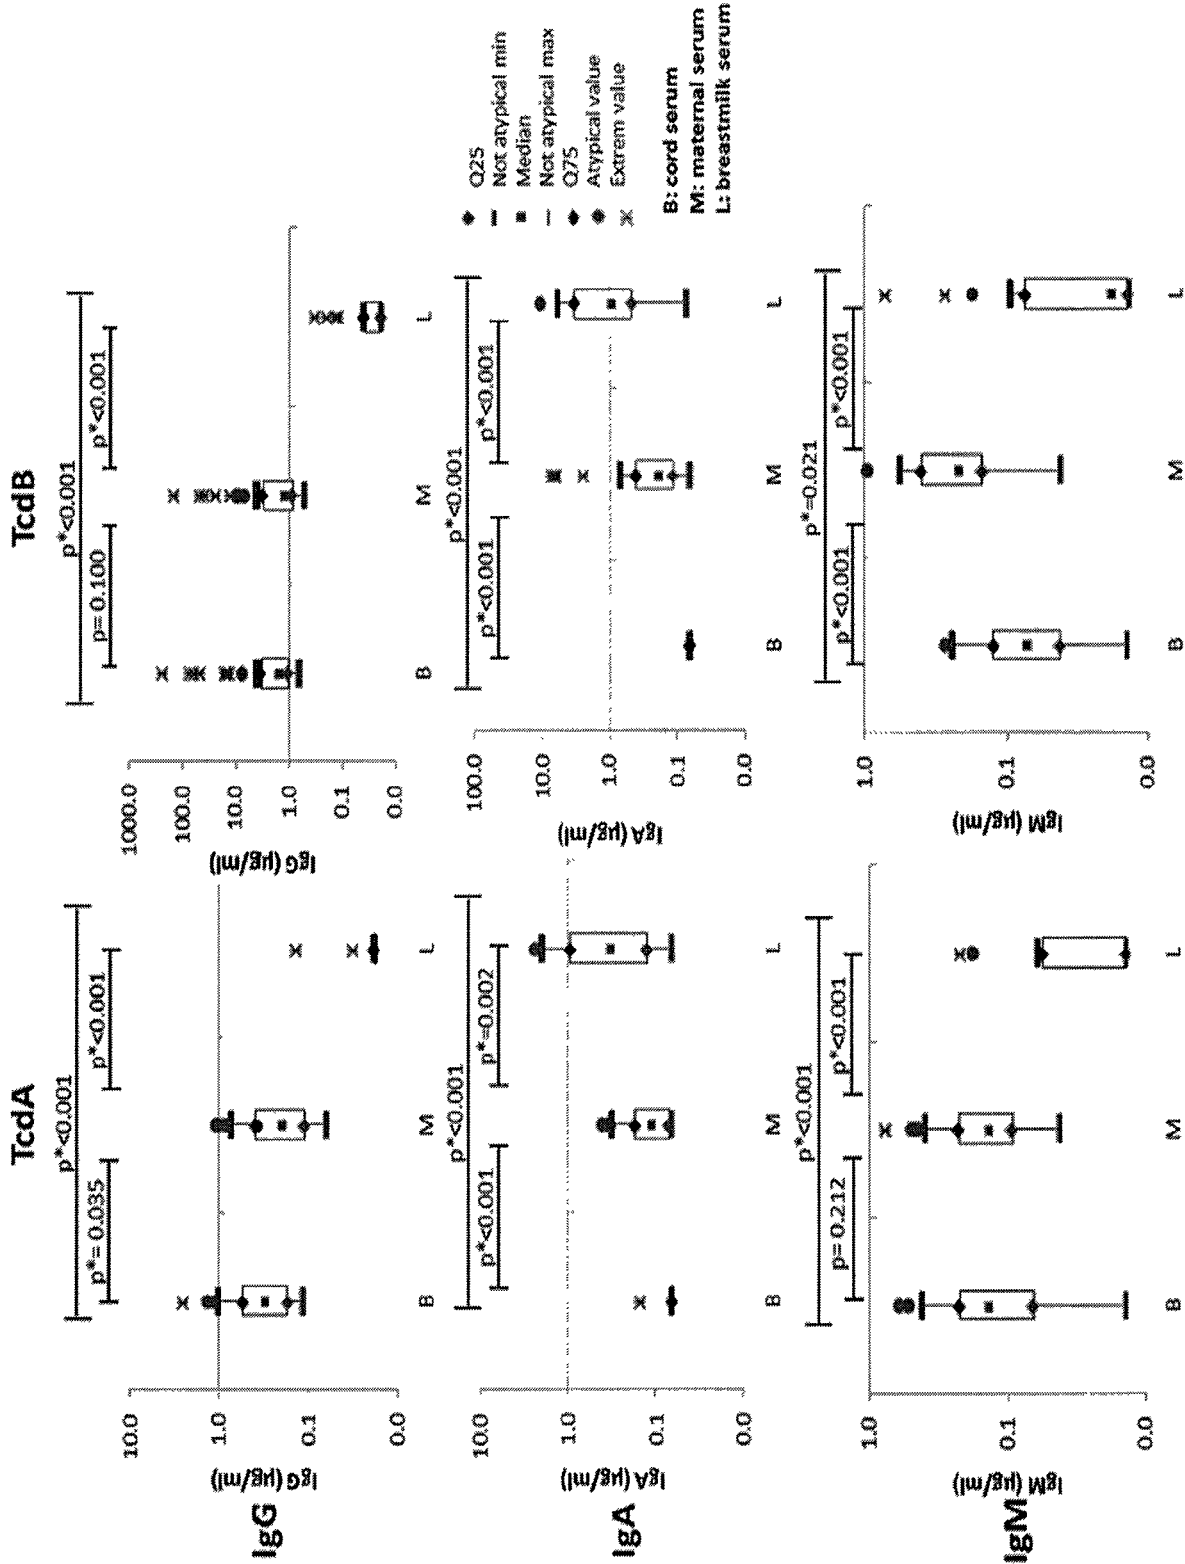 TcdA
TcdB
IgG
p*<0.001
p*= 0.035
p*<0.001
10.0
1.0
0.1
0.0
IgG (µg/ml)
B
M
L
p*<0.001
p= 0.100
p*<0.001
1000.0
100.0
10.0
1.0
0.1
0.0
IgG (µg/ml)
B
M
L
Q25
Not atypical min
Median
Not atypical max
Q75
Atypical value
Extrem value
B: cord serum
M: maternal serum
L: breastmilk serum
IgA
p*<0.001
p*<0.001
p*=0.002
10.0
1.0
0.1
0.0
IgA (µg/ml)
B
M
L
p*<0.001
p*<0.001
p*<0.001
100.0
10.0
1.0
0.1
0.0
IgA (µg/ml)
B
M
L
IgM
p*<0.001
p= 0.212
p*<0.001
1.0
0.1
0.0
IgM (µg/ml)
B
M
L
p*=0.021
p*<0.001
p*<0.001
1.0
0.1
0.0
IgM (µg/ml)
B
M
L